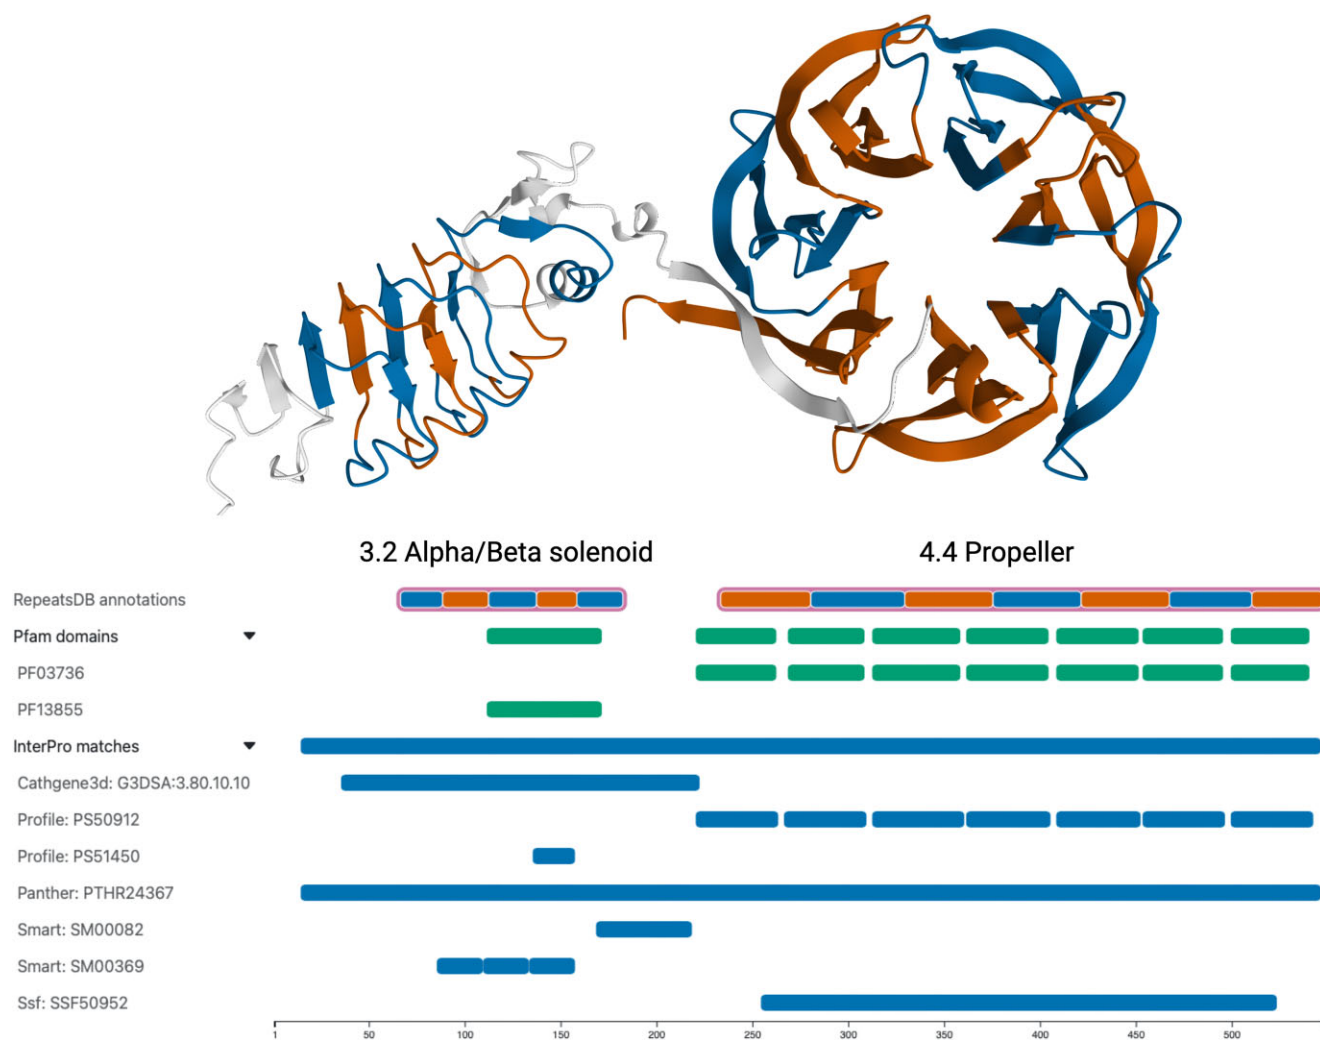 3.2 Alpha/Beta solenoid 4.4 Propeller
RepeatsDB annotations
Pfam domains
PF03736
PF13855
InterPro matches
Cathgene3d: G3DSA:3.80.10.10
Profile: PS50912
Profile: PS51450
Panther: PTHR24367
Smart: SM00082
Smart: SM00369
Ssf: SSF50952
1 50 100 150 200 250 300 350 400 450 500